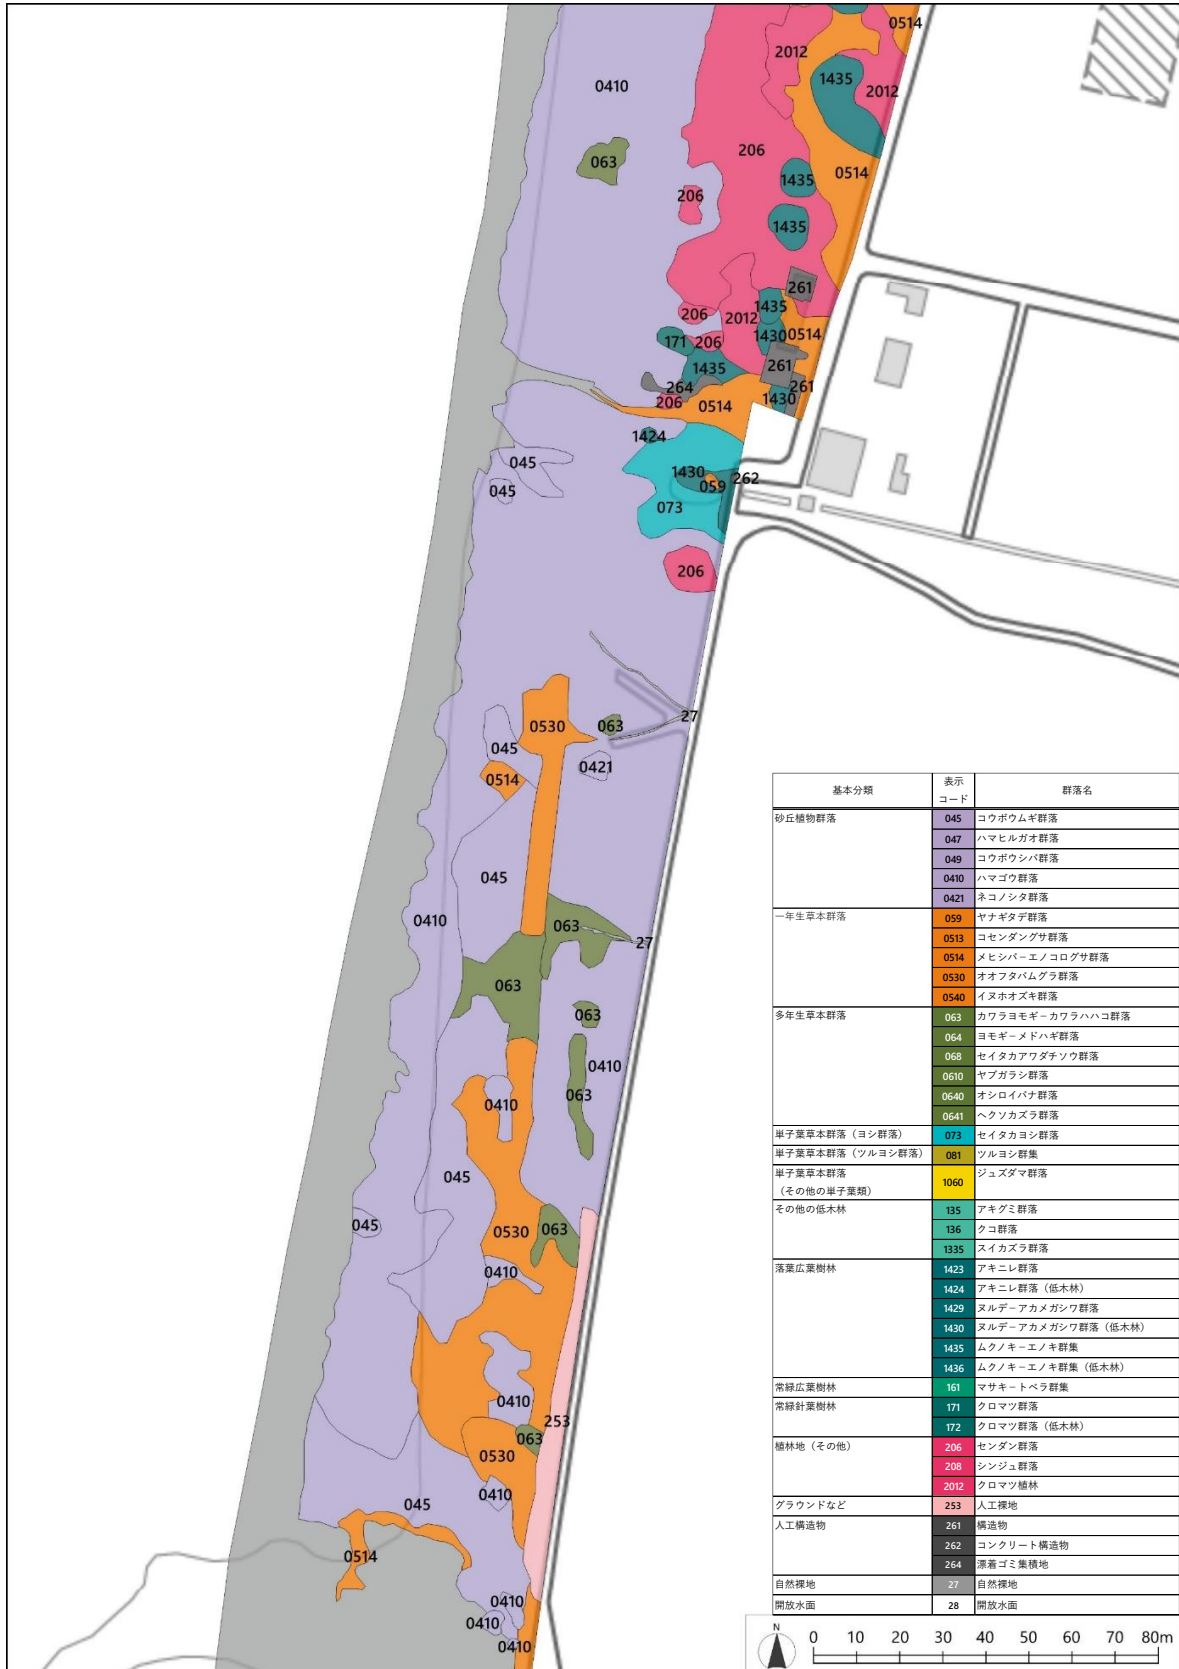 0514
2012
0410
1435
2012
063
206
0514
1435
206
1435
261
1435
206
2012
1430
0514
171
206
1435
261
264
261
206
0514
1430
1424
045
1430
262
059
045
073
206
27
0530
063
045
0421
0514
045
0410
063
27
063
063
0410
063
0410
045
045
0530
063
0410
0410
253
063
0530
0410
045
0514
0410
0410
0410
基本分類 表示コード 群落名
砂丘植物群落 045 コウボウムギ群落
047 ハマヒルガオ群落
049 コウボウシバ群落
0410 ハマゴウ群落
0421 ネコノシタ群落
一年生草本群落 059 ヤナギタデ群落
0513 コセンダングサ群落
0514 メヒシバ－エノコログサ群落
0530 オオフタバムグラ群落
0540 イヌホオズキ群落
多年生草本群落 063 カワラヨモギ－カワラハハコ群落
064 ヨモギ－メドハギ群落
068 セイタカアワダチソウ群落
0610 ヤブガラシ群落
0640 オシロイバナ群落
0641 ヘクソカズラ群落
単子葉草本群落（ヨシ群落） 073 セイタカヨシ群落
単子葉草本群落（ツルヨシ群落） 081 ツルヨシ群集
単子葉草本群落
（その他の単子葉類） 1060 ジュズダマ群落
その他の低木林 135 アキグミ群落
136 クコ群落
1335 スイカズラ群落
落葉広葉樹林 1423 アキニレ群落
1424 アキニレ群落（低木林）
1429 ヌルデ－アカメガシワ群落
1430 ヌルデ－アカメガシワ群落（低木林）
1435 ムクノキ－エノキ群集
1436 ムクノキ－エノキ群集（低木林）
常緑広葉樹林 161 マサキ－トベラ群集
常緑針葉樹林 171 クロマツ群落
172 クロマツ群落（低木林）
植林地（その他） 206 センダン群落
208 シンジュ群落
2012 クロマツ植林
グラウンドなど 253 人工裸地
人工構造物 261 構造物
262 コンクリート構造物
264 漂着ゴミ集積地
自然裸地 27 自然裸地
開放水面 28 開放水面
N
0 10 20 30 40 50 60 70 80m